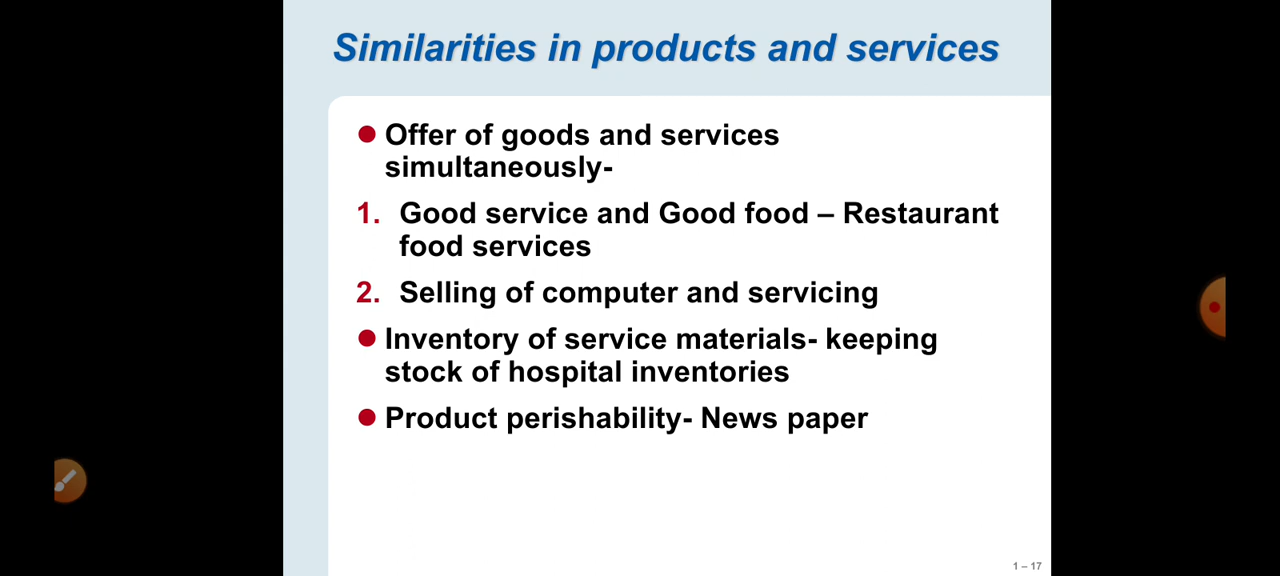 Similarities in products and services
● Offer of goods and services
simultaneously-
1. Good service and Good food – Restaurant
food services
2. Selling of computer and servicing
● Inventory of service materials- keeping
stock of hospital inventories
● Product perishability- News paper
1 – 17